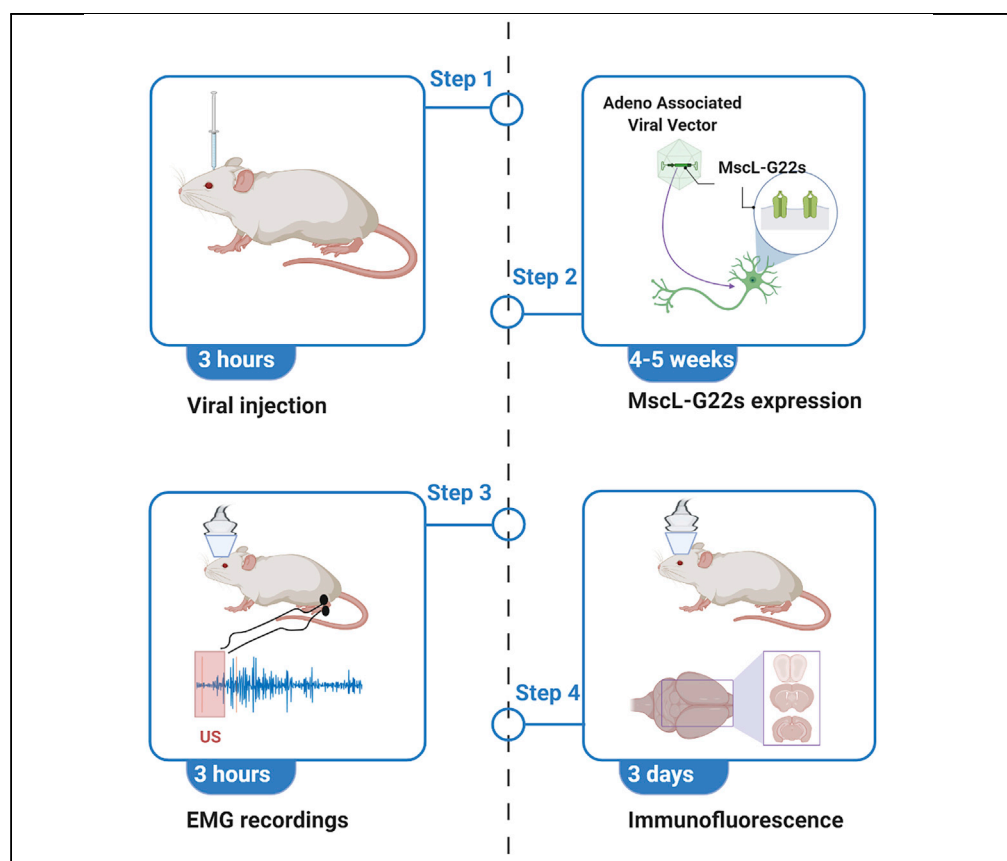 Step 1
3 hours
Viral injection
Adeno Associated
Viral Vector
MscL-G22s
Step 2
4-5 weeks
MscL-G22s expression
Step 3
US
3 hours
EMG recordings
Step 4
3 days
Immunofluorescence